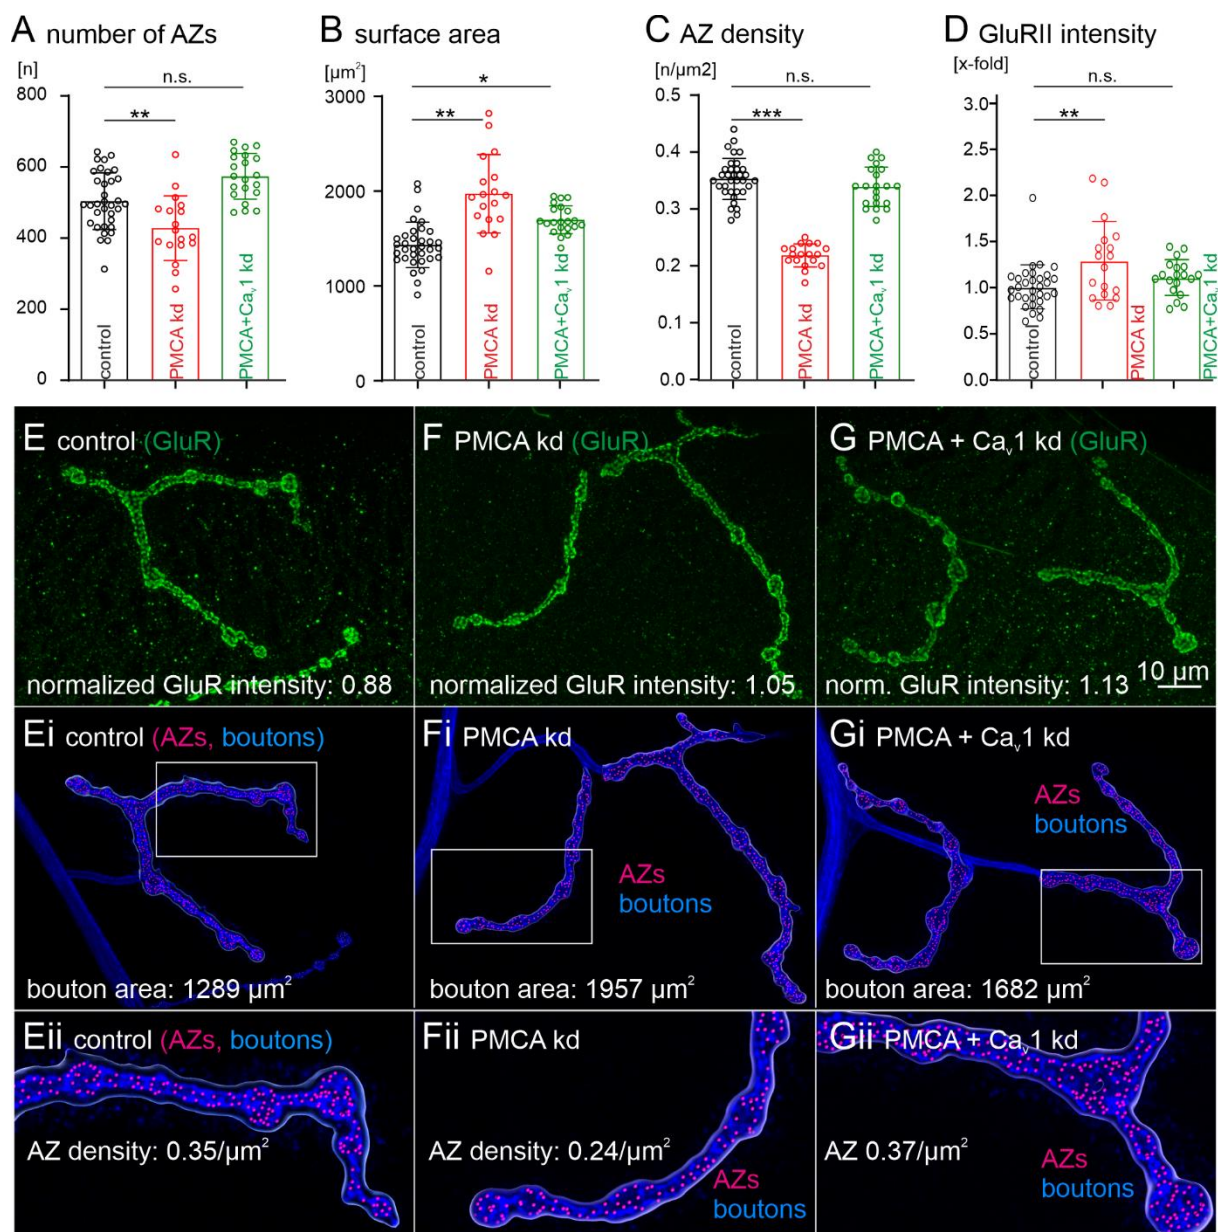 A number of AZs
[n]
n.s.
**
800
600
400
200
0
control
PMCA kd
PMCA+Caᵥ1 kd
B surface area
[µm²]
*
**
3000
2000
1000
0
control
PMCA kd
PMCA+Caᵥ1 kd
C AZ density
[n/µm2]
n.s.
***
0.5
0.4
0.3
0.2
0.1
0.0
control
PMCA kd
PMCA+Caᵥ1 kd
D GluRII intensity
[x-fold]
n.s.
**
3.0
2.5
2.0
1.5
1.0
0.5
0.0
control
PMCA kd
PMCA+Caᵥ1 kd
E control (GluR)
normalized GluR intensity: 0.88
F PMCA kd (GluR)
normalized GluR intensity: 1.05
G PMCA + Caᵥ1 kd (GluR)
10 µm
norm. GluR intensity: 1.13
Ei control (AZs, boutons)
bouton area: 1289 µm²
Fi PMCA kd
AZs
boutons
bouton area: 1957 µm²
Gi PMCA + Caᵥ1 kd
AZs
boutons
bouton area: 1682 µm²
Eii control (AZs, boutons)
AZ density: 0.35/µm²
Fii PMCA kd
AZ density: 0.24/µm²
AZs
boutons
Gii PMCA + Caᵥ1 kd
AZ 0.37/µm²
AZs
boutons